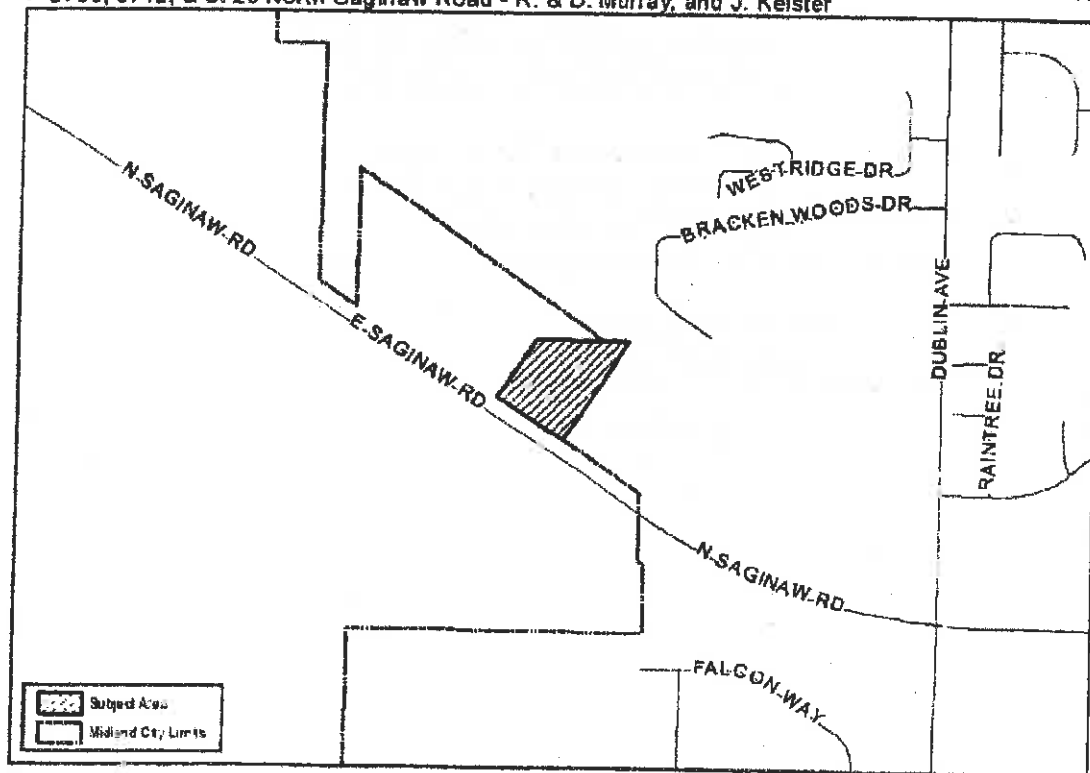 North Saginaw Road - R. & D. Murray, and J. Keister
N SAGINAW RD
WESTRIDGE DR
BRACKEN WOODS DR
E SAGINAW RD
DUBLIN AVE
RAINTREE DR
N SAGINAW RD
FALCON WAY
Subject Area
Midland City Limits